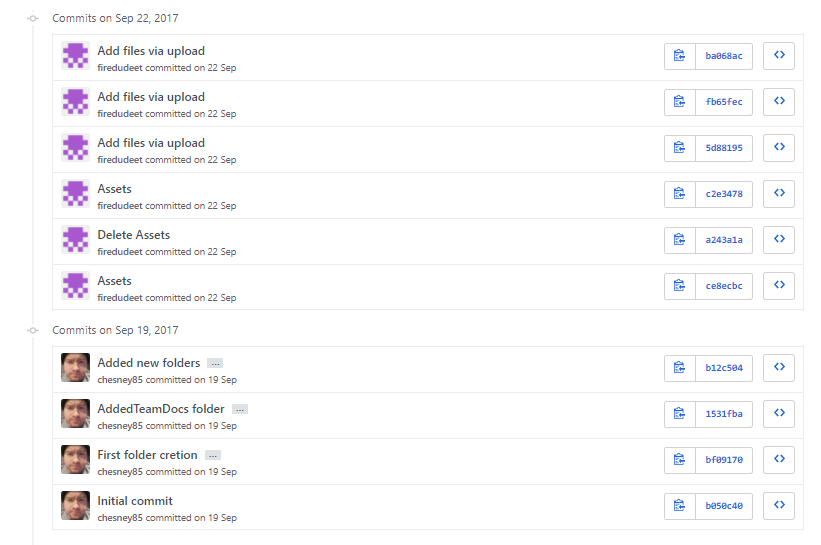 Commits on Sep 22, 2017
Add files via upload
firedudeet committed on 22 Sep
ba068ac
Add files via upload
firedudeet committed on 22 Sep
fb65fec
Add files via upload
firedudeet committed on 22 Sep
5d88195
Assets
firedudeet committed on 22 Sep
c2e3478
Delete Assets
firedudeet committed on 22 Sep
a243a1a
Assets
firedudeet committed on 22 Sep
ce8ecbc
Commits on Sep 19, 2017
Added new folders ...
chesney85 committed on 19 Sep
b12c504
AddedTeamDocs folder ...
chesney85 committed on 19 Sep
1531fba
First folder cretion ...
chesney85 committed on 19 Sep
bf09170
Initial commit
chesney85 committed on 19 Sep
b050c40